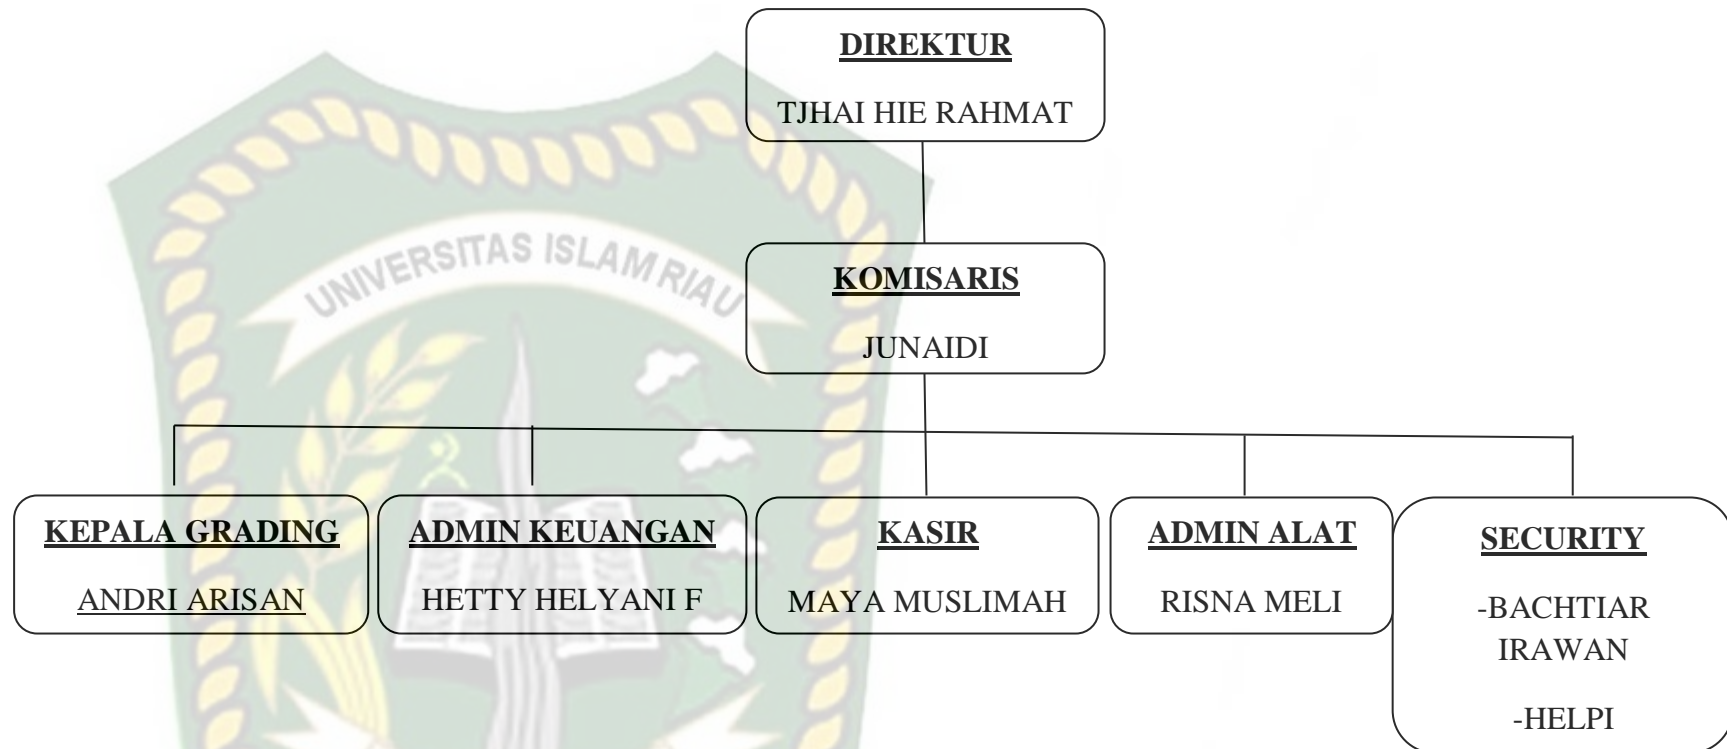 DIREKTUR
TJHAI HIE RAHMAT
UNIVERSITAS ISLAM RIAU
KOMISARIS
JUNAIDI
KEPALA GRADING
ANDRI ARISAN
ADMIN KEUANGAN
HETTY HELYANI F
KASIR
MAYA MUSLIMAH
ADMIN ALAT
RISNA MELI
SECURITY
-BACHTIAR
IRAWAN
-HELPI